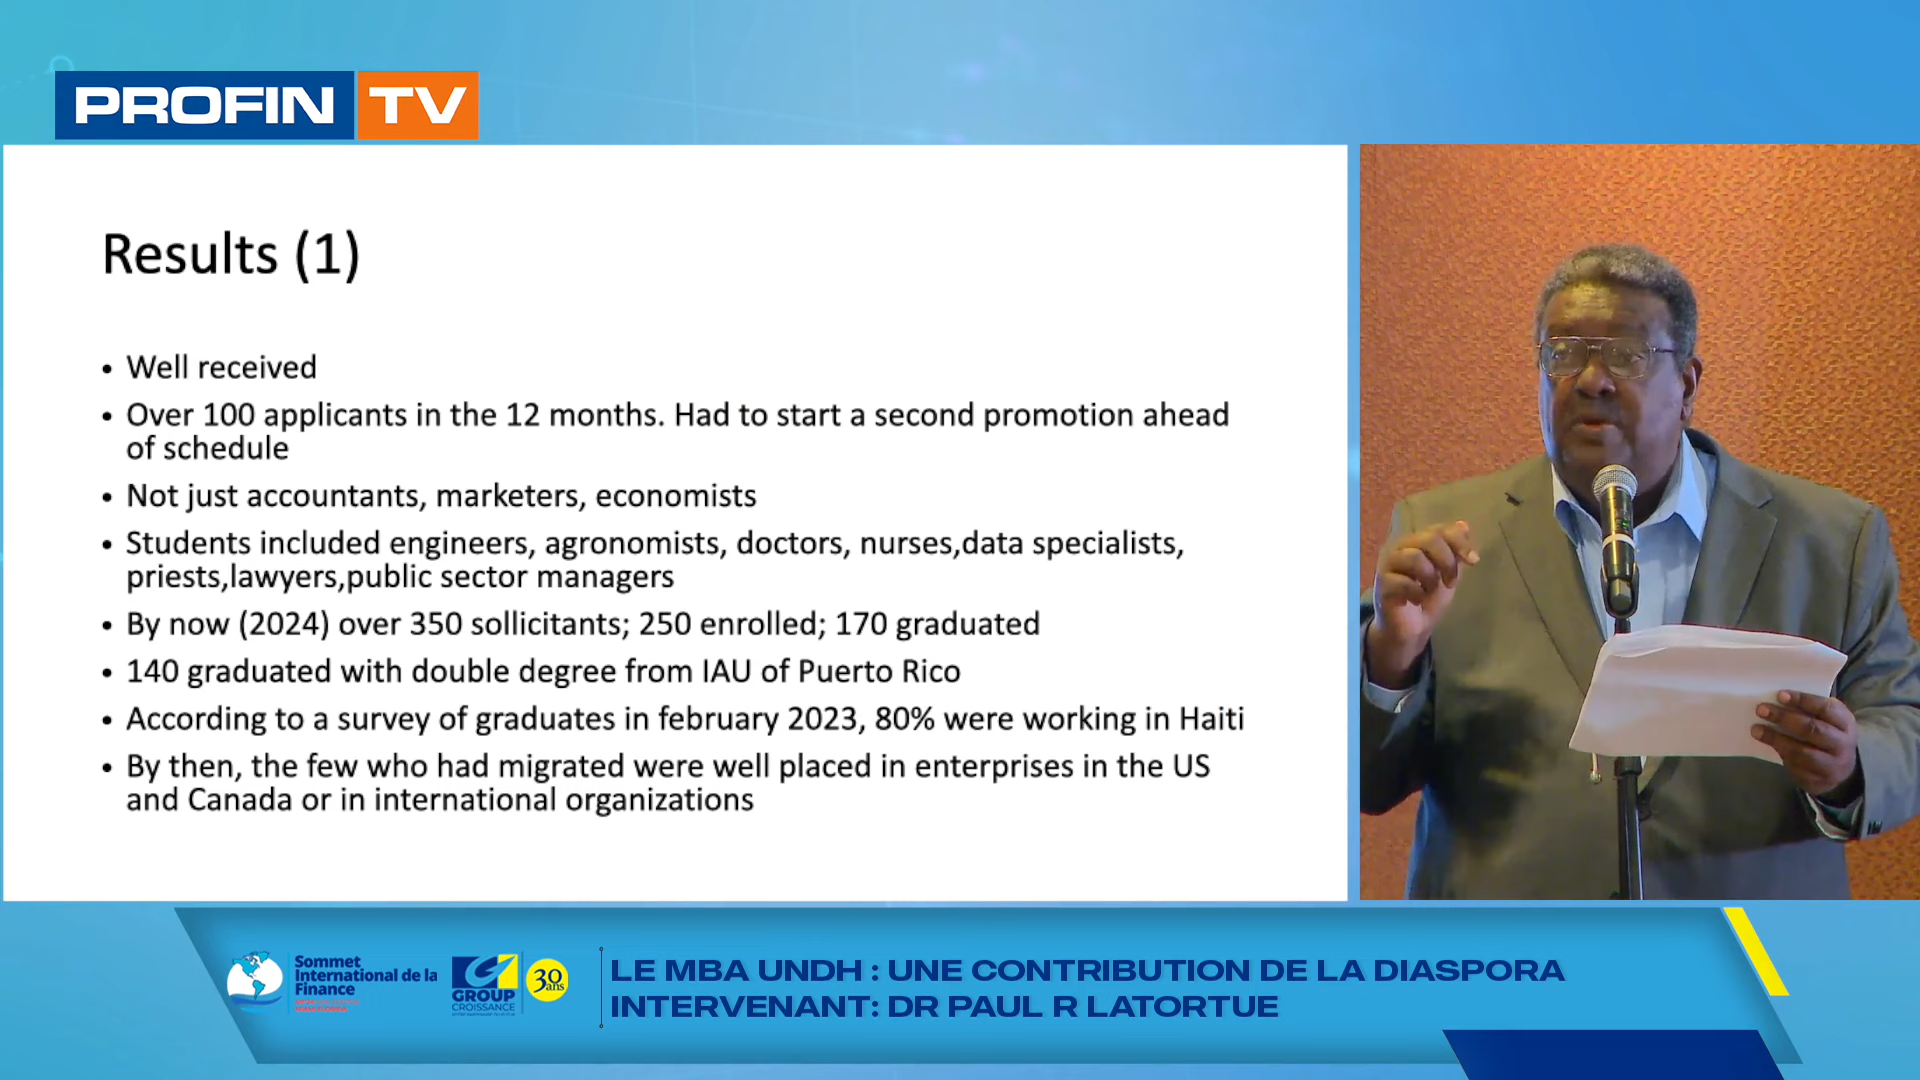 PROFIN TV
Results (1)
• Well received
• Over 100 applicants in the 12 months. Had to start a second promotion ahead
of schedule
• Not just accountants, marketers, economists
• Students included engineers, agronomists, doctors, nurses,data specialists,
priests,lawyers,public sector managers
• By now (2024) over 350 sollicitants; 250 enrolled; 170 graduated
• 140 graduated with double degree from IAU of Puerto Rico
• According to a survey of graduates in february 2023, 80% were working in Haiti
• By then, the few who had migrated were well placed in enterprises in the US
and Canada or in international organizations
Sommet
International de la
Finance
GROUP
CROISSANCE
30
ans
LE MBA UNDH : UNE CONTRIBUTION DE LA DIASPORA
INTERVENANT: DR PAUL R LATORTUE